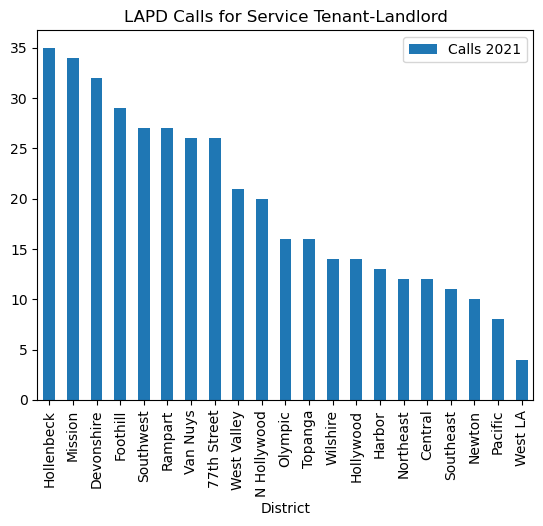 LAPD Calls for Service Tenant-Landlord
Calls 2021
35
30
25
20
15
10
5
0
Hollenbeck
Mission
Devonshire
Foothill
Southwest
Rampart
Van Nuys
77th Street
West Valley
N Hollywood
Olympic
Topanga
Wilshire
Hollywood
Harbor
Northeast
Central
Southeast
Newton
Pacific
West LA
District